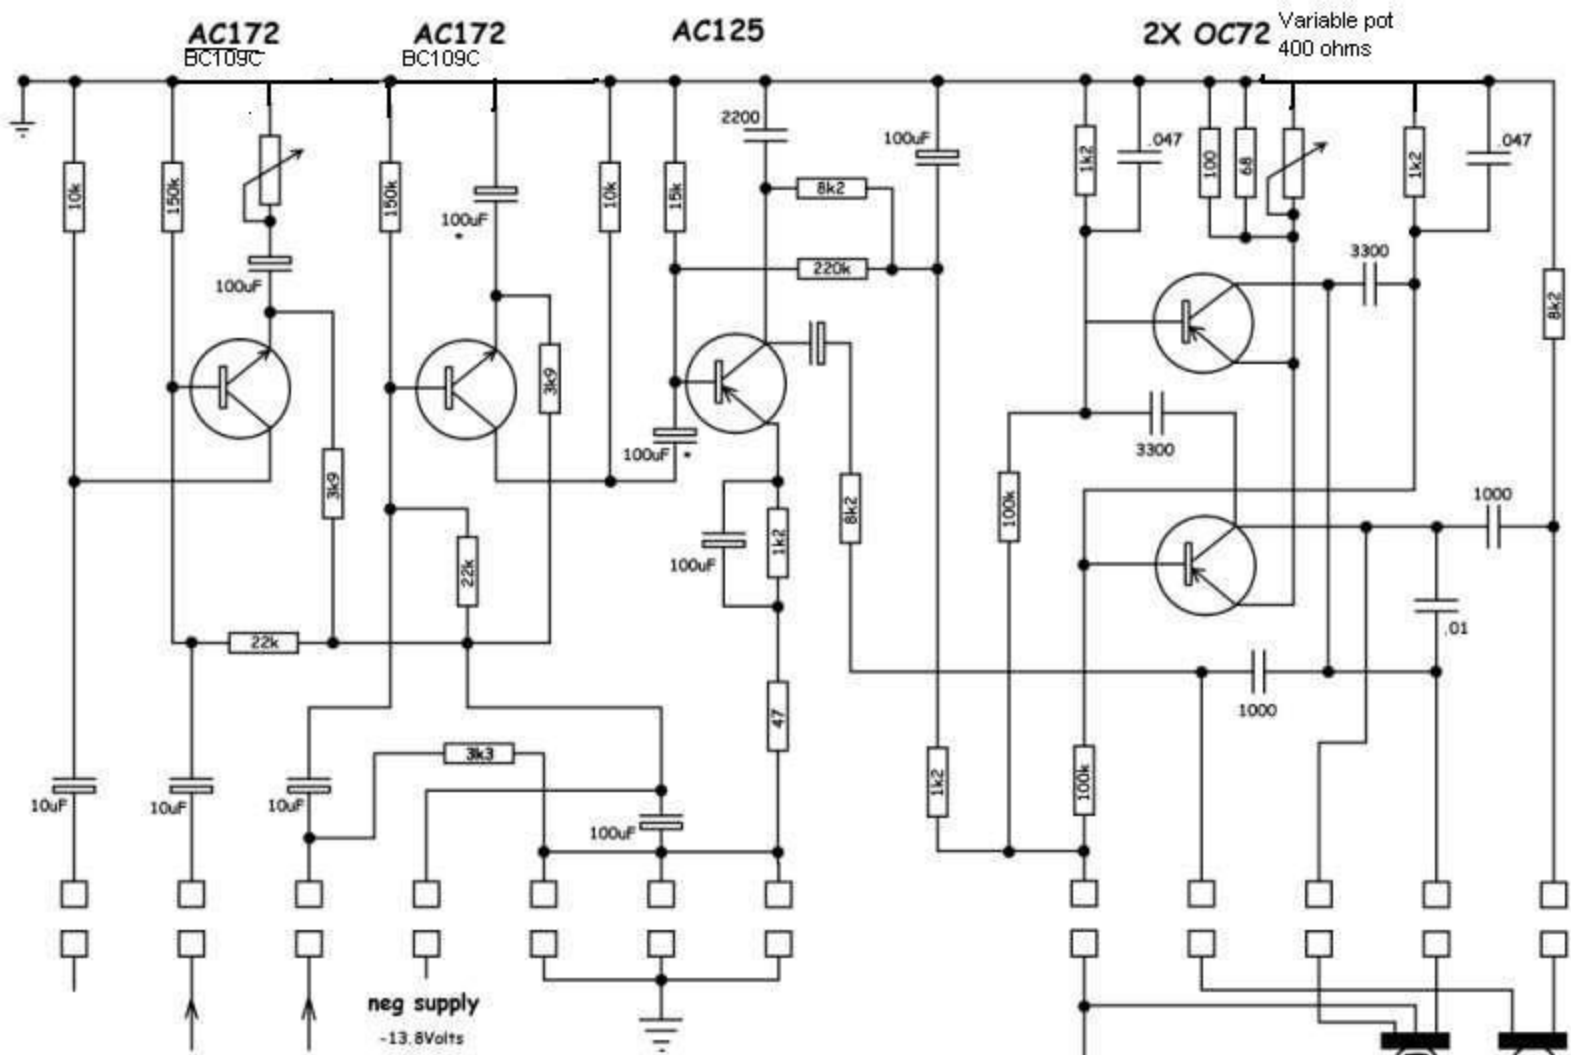 AC172
BC109C
AC172
BC109C
AC125
2X OC72
Variable pot
400 ohms
10k
150k
100uF
150k
100uF
*
10k
15k
2200
8k2
220k
100uF
1k2
.047
100
68
1k2
.047
3300
8k2
3k9
3k9
100uF *
100uF
1k2
8k2
3300
100k
1000
22k
22k
.01
47
1000
3k3
10uF
10uF
10uF
100uF
1k2
100k
neg supply
-13.8Volts